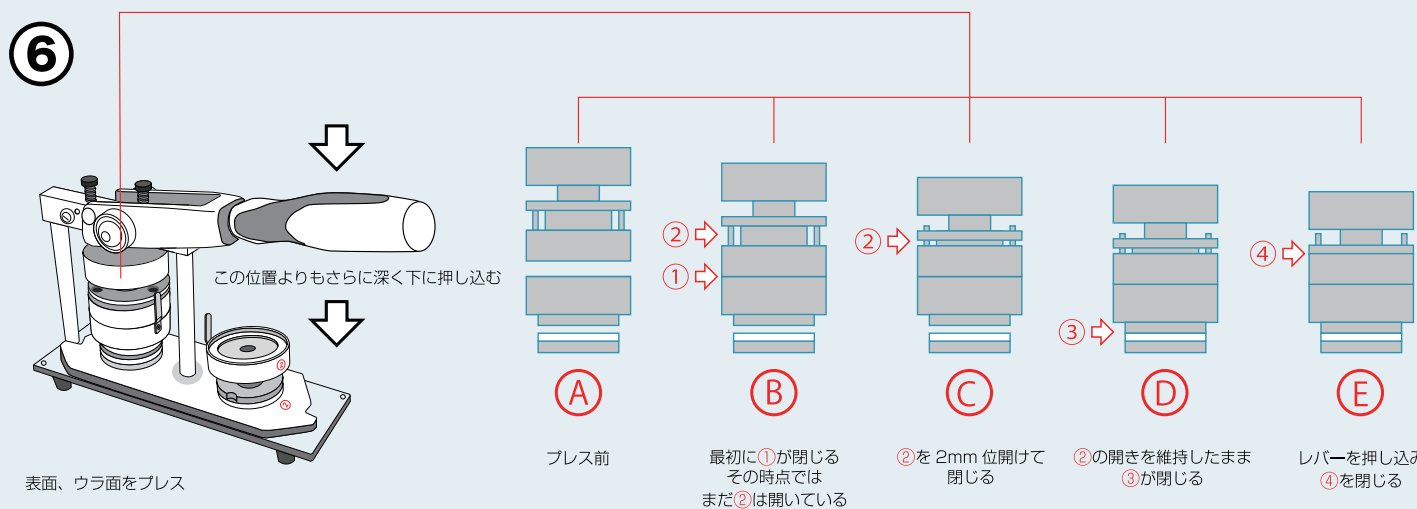 6
この位置よりもさらに深く下に押し込む
② 
②
表面、ウラ面をプレス
②
①
②
③
④
A
B
C
D
E
プレス前
最初に①が閉じる
その時点では
まだ②は開いている
②を 2mm 位開けて
閉じる
②の開きを維持したまま
③が閉じる
レバーを押し込み
④を閉じる